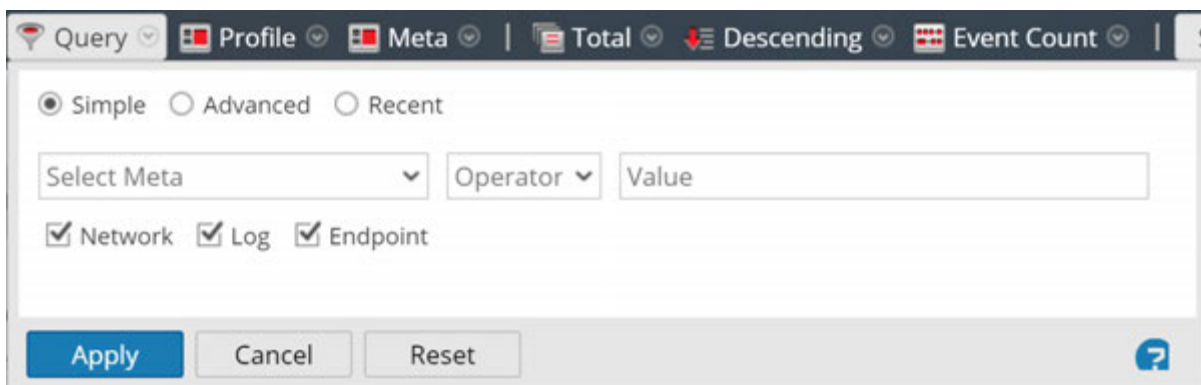 Query Profile Meta | Total Descending Event Count | S
Simple Advanced Recent
Select Meta Operator Value
Network Log Endpoint
Apply Cancel Reset ?